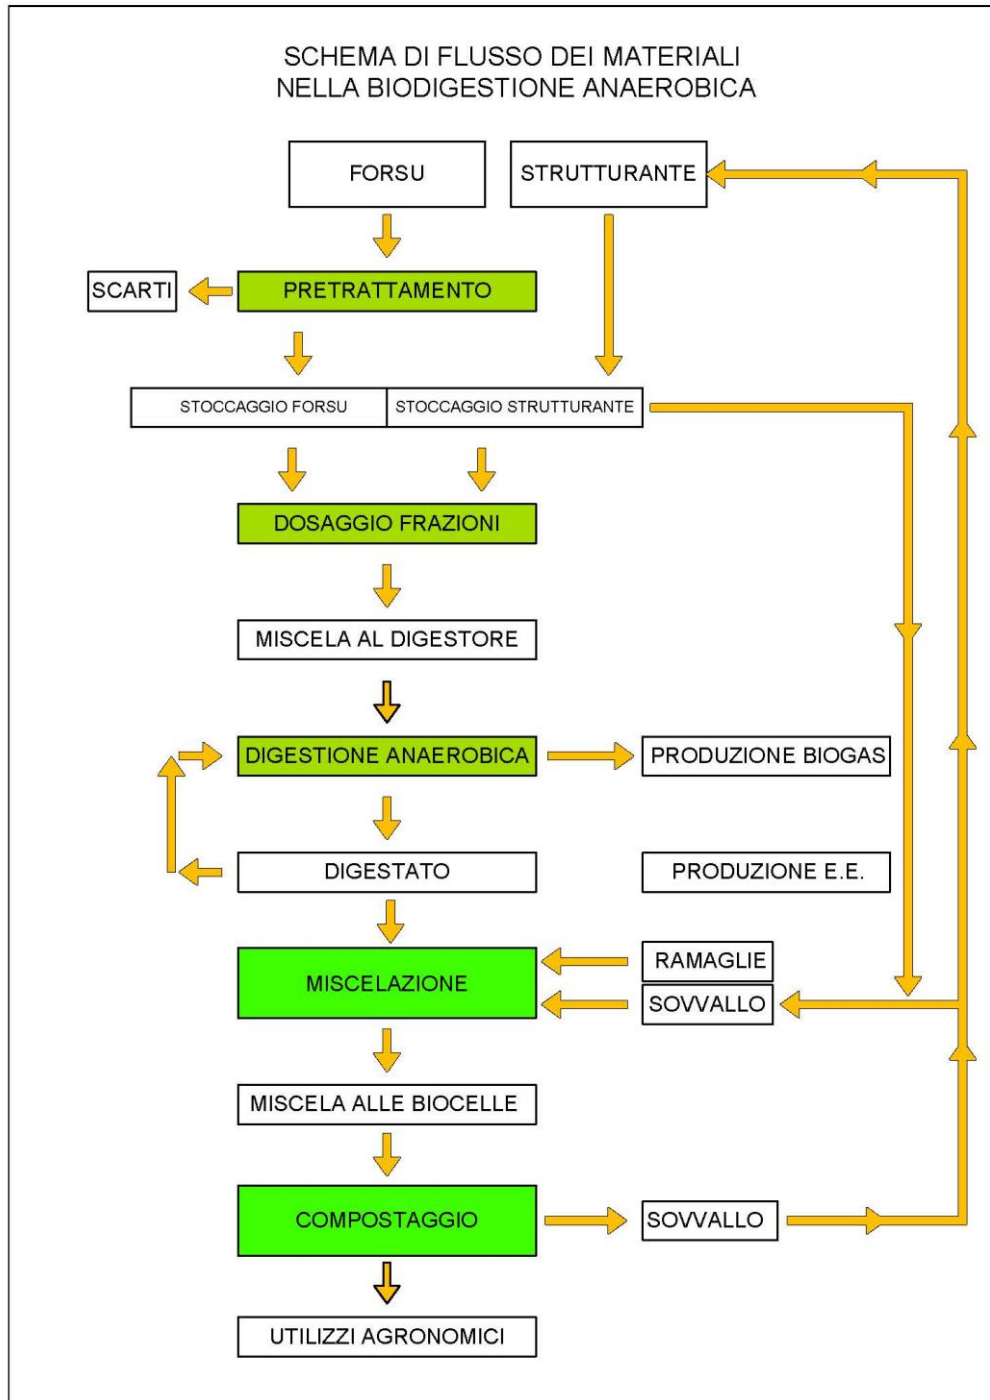 SCHEMA DI FLUSSO DEI MATERIALI
NELLA BIODIGESTIONE ANAEROBICA
FORSU
STRUTTURANTE
SCARTI
PRETRATTAMENTO
STOCCAGGIO FORSU
STOCCAGGIO STRUTTURANTE
DOSAGGIO FRAZIONI
MISCELA AL DIGESTORE
DIGESTIONE ANAEROBICA
PRODUZIONE BIOGAS
DIGESTATO
PRODUZIONE E.E.
MISCELAZIONE
RAMAGLIE
SOVVALLO
MISCELA ALLE BIOCELLE
COMPOSTAGGIO
SOVVALLO
UTILIZZI AGRONOMICI